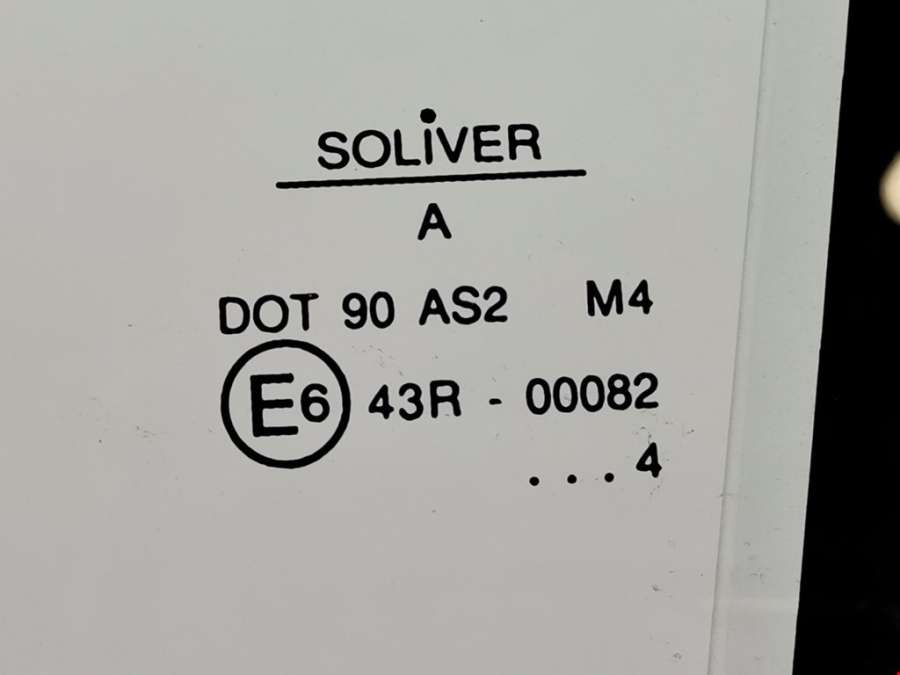 SOLiVER
A
DOT 90 AS2 M4
E6 43R - 00082
...4